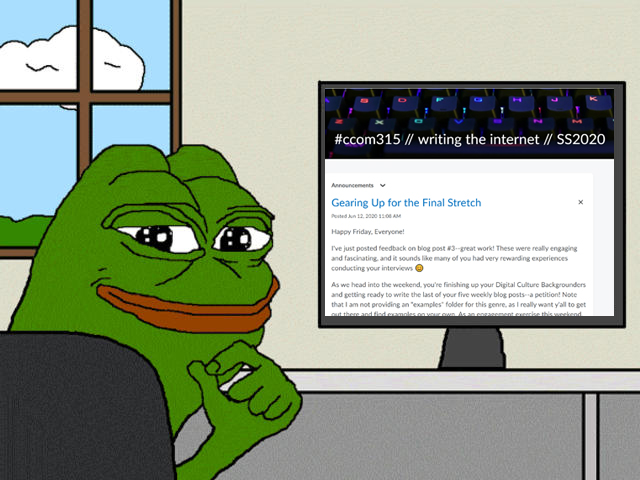 S D F G H J K
Z X C V B N M
#ccom315 // writing the internet // SS2020
Announcements
Gearing Up for the Final Stretch
Posted Jun 12, 2020 11:08 AM
Happy Friday, Everyone!
I've just posted feedback on blog post #3--great work! These were really engaging
and fascinating, and it sounds like many of you had very rewarding experiences
conducting your interviews
As we head into the weekend, you're finishing up your Digital Culture Backgrounders
and getting ready to write the last of your five weekly blog posts--a petition! Note
that I am not providing an "examples" folder for this genre, as I really want y'all to get
out there and find examples on your own. As an engagement exercise this weekend